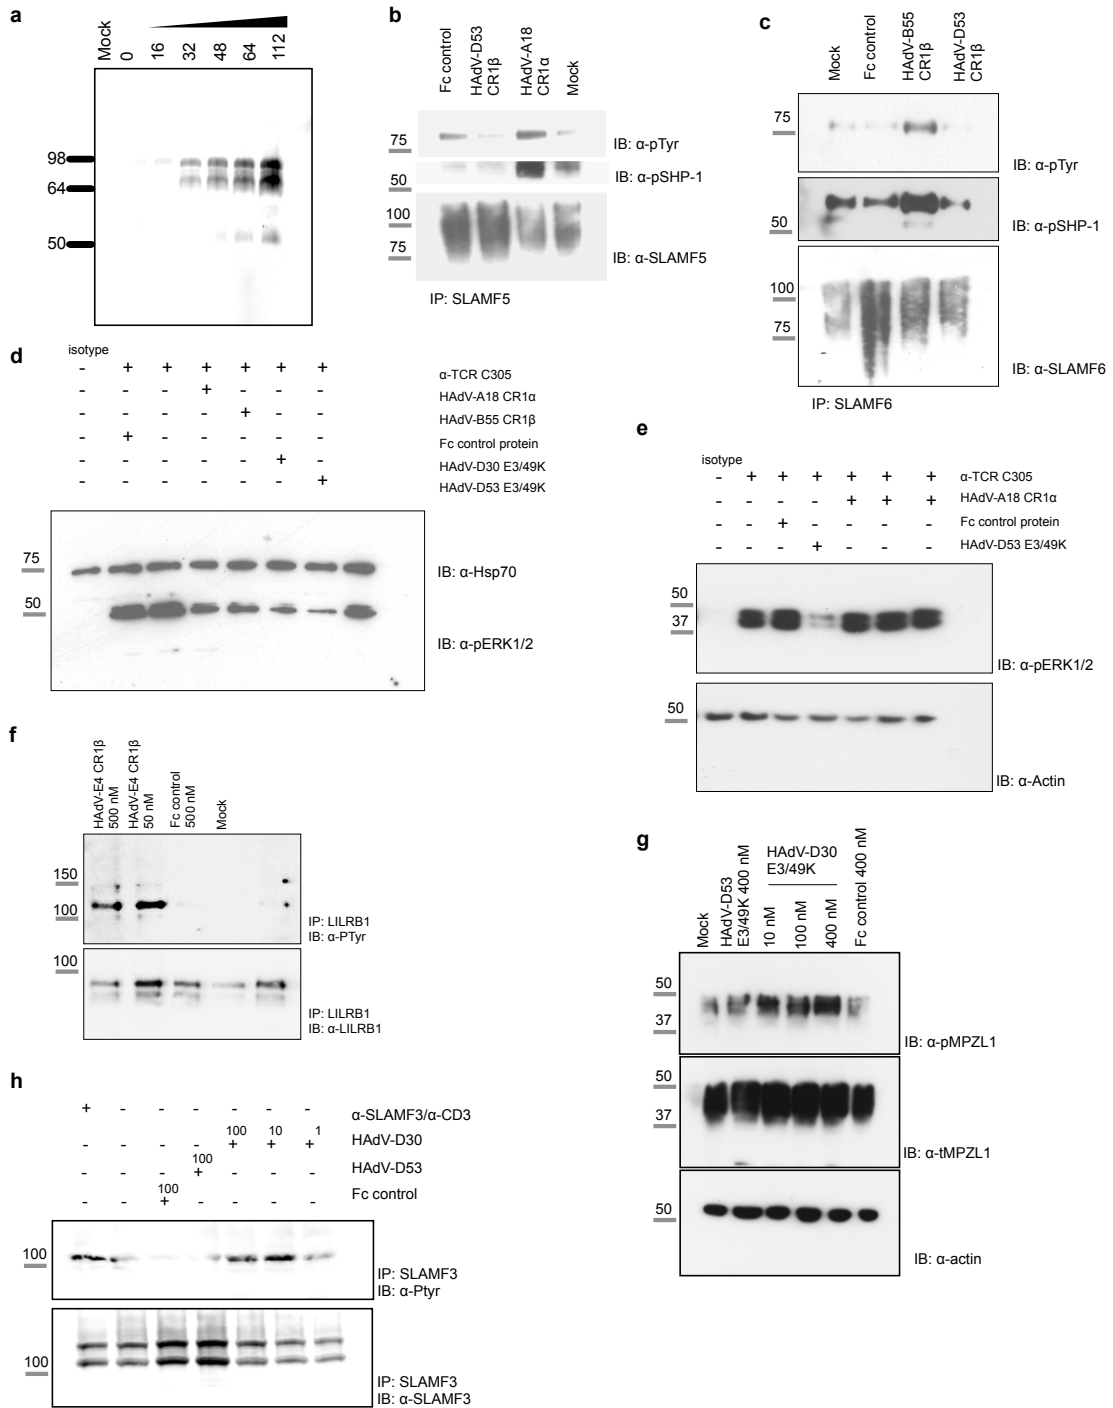 a
Mock
0
16
32
48
64
112
98
64
50
b
Fc control
HAdV-D53
CR1β
HAdV-A18
CR1α
Mock
75
IB: α-pTyr
50
IB: α-pSHP-1
100
75
IB: α-SLAMF5
IP: SLAMF5
c
Mock
Fc control
HAdV-B55
CR1β
HAdV-D53
CR1β
75
IB: α-pTyr
50
IB: α-pSHP-1
100
75
IB: α-SLAMF6
IP: SLAMF6
d
isotype
- + + + + + + α-TCR C305
- - - + - - - HAdV-A18 CR1α
- - - - + - - HAdV-B55 CR1β
- + - - - - - Fc control protein
- - - - - + - HAdV-D30 E3/49K
- - - - - - + HAdV-D53 E3/49K
75
IB: α-Hsp70
50
IB: α-pERK1/2
e
isotype
- + + + + + + α-TCR C305
- - - - + + + HAdV-A18 CR1α
- - + - - - - Fc control protein
- - - + - - - HAdV-D53 E3/49K
50
37
IB: α-pERK1/2
50
IB: α-Actin
f
HAdV-E4 CR1β
500 nM
HAdV-E4 CR1β
50 nM
Fc control
500 nM
Mock
150
100
IP: LILRB1
IB: α-PTyr
100
IP: LILRB1
IB: α-LILRB1
g
Mock
HAdV-D53
E3/49K 400 nM
HAdV-D30
E3/49K
10 nM
100 nM
400 nM
Fc control 400 nM
50
37
IB: α-pMPZL1
50
37
IB: α-tMPZL1
50
IB: α-actin
h
+ - - - - - - α-SLAMF3/α-CD3
100 10 1
- - - - + + + HAdV-D30
100
- - - + - - - HAdV-D53
100
- - + - - - - Fc control
100
IP: SLAMF3
IB: α-Ptyr
100
IP: SLAMF3
IB: α-SLAMF3